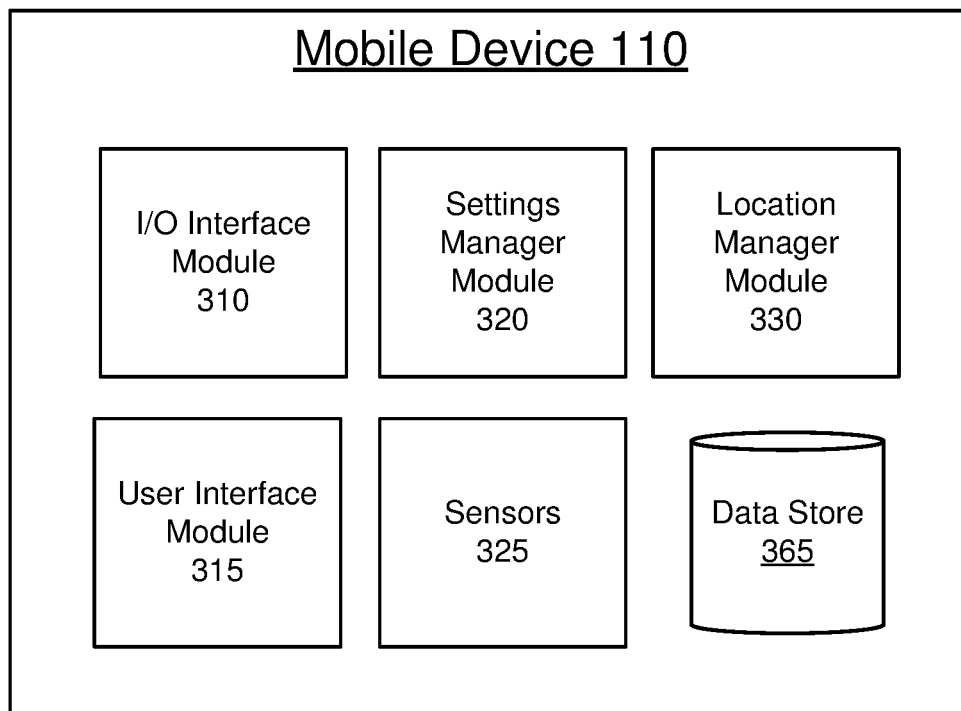 Mobile Device 110
I/O Interface
Module
310
Settings
Manager
Module
320
Location
Manager
Module
330
User Interface
Module
315
Sensors
325
Data Store
365